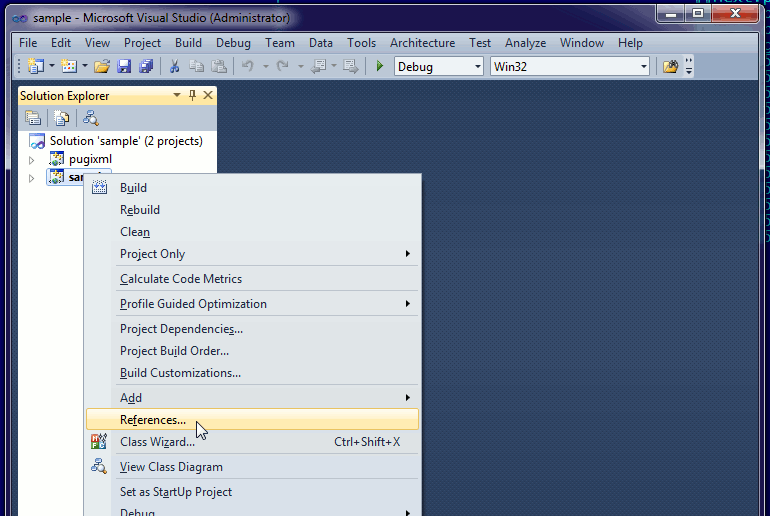 sample - Microsoft Visual Studio (Administrator)
File Edit View Project Build Debug Team Data Tools Architecture Test Analyze Window Help
Debug Win32
Solution Explorer
Solution 'sample' (2 projects)
pugixml
sa
Build
Rebuild
Clean
Project Only
Calculate Code Metrics
Profile Guided Optimization
Project Dependencies...
Project Build Order...
Build Customizations...
Add
References...
Class Wizard... Ctrl+Shift+X
View Class Diagram
Set as StartUp Project
Debug